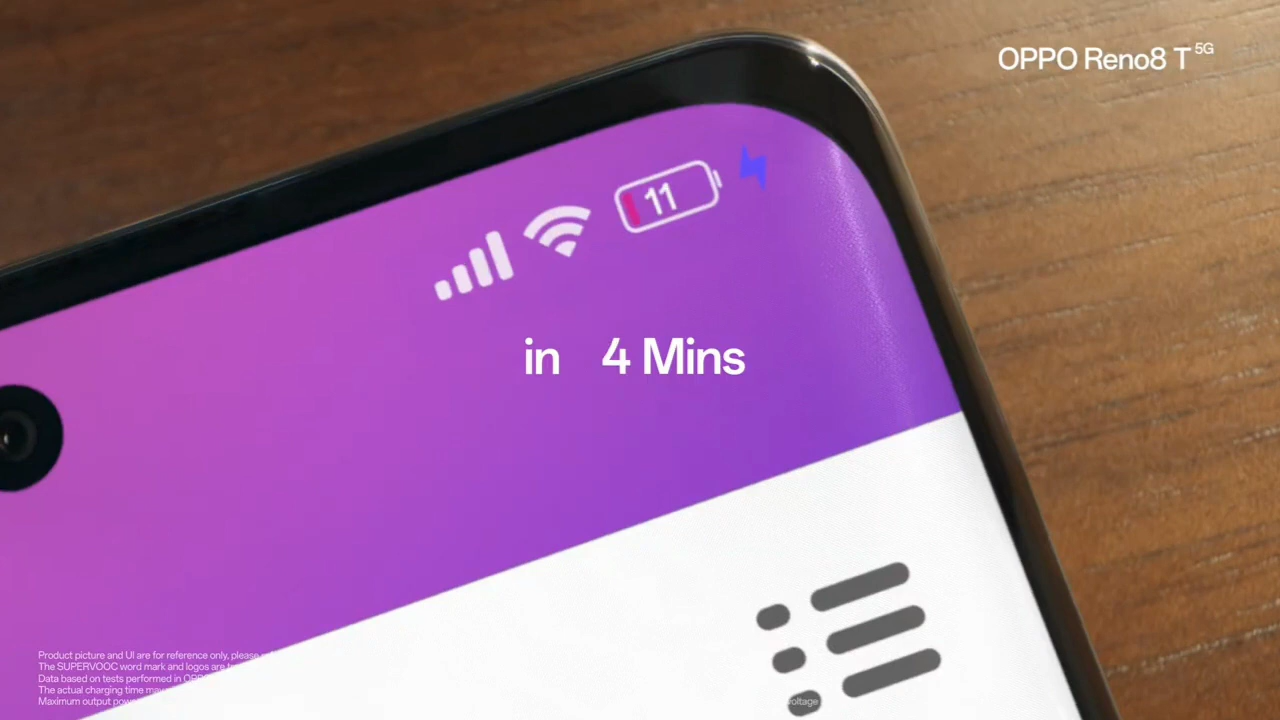 OPPO Reno8 T 5G
11
in 4 Mins
Product picture and UI are for reference only, please
The SUPERVOOC word mark and logos are
Data based on tests performed in
The actual charging time may
Maximum output
voltage